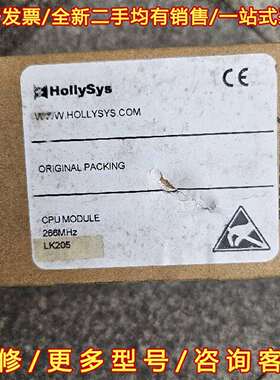 发票/全新二手均有销售/一站式
HollySys
CE
WWW.HOLLYSYS.COM
ORIGINAL PACKING
CPU MODULE
266MHz
LK205
修/更多型号/咨询客